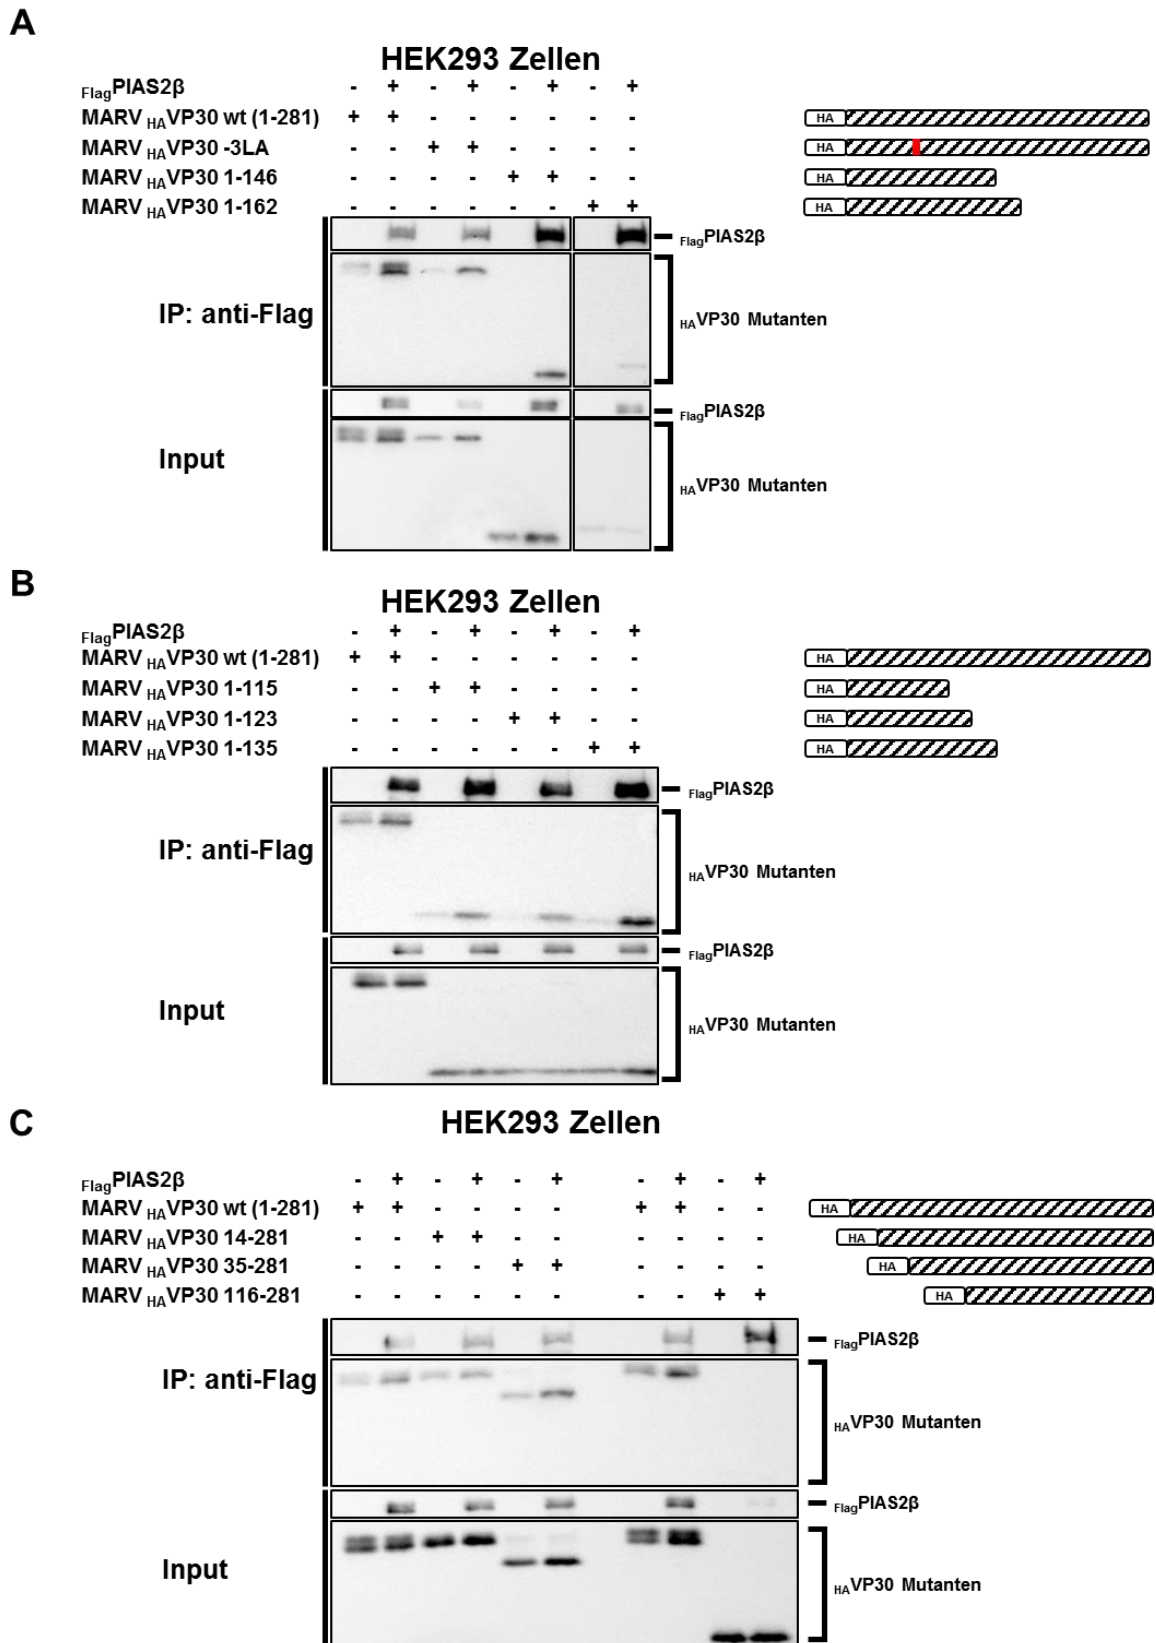 A
HEK293 Zellen
FlagPIAS2β - + - + - + - +
MARV HAVP30 wt (1-281) + + - - - - - - HA
MARV HAVP30 -3LA - - + + - - - - HA
MARV HAVP30 1-146 - - - - + + - - HA
MARV HAVP30 1-162 - - - - - - + + HA
FlagPIAS2β
IP: anti-Flag
HAVP30 Mutanten
FlagPIAS2β
Input
HAVP30 Mutanten
B
HEK293 Zellen
FlagPIAS2β - + - + - + - +
MARV HAVP30 wt (1-281) + + - - - - - - HA
MARV HAVP30 1-115 - - + + - - - - HA
MARV HAVP30 1-123 - - - - + + - - HA
MARV HAVP30 1-135 - - - - - - + + HA
FlagPIAS2β
IP: anti-Flag
HAVP30 Mutanten
FlagPIAS2β
Input
HAVP30 Mutanten
C
HEK293 Zellen
FlagPIAS2β - + - + - + - + - +
MARV HAVP30 wt (1-281) + + - - - - + + - - HA
MARV HAVP30 14-281 - - + + - - - - - - HA
MARV HAVP30 35-281 - - - - + + - - - - HA
MARV HAVP30 116-281 - - - - - - - - + + HA
FlagPIAS2β
IP: anti-Flag
HAVP30 Mutanten
FlagPIAS2β
Input
HAVP30 Mutanten